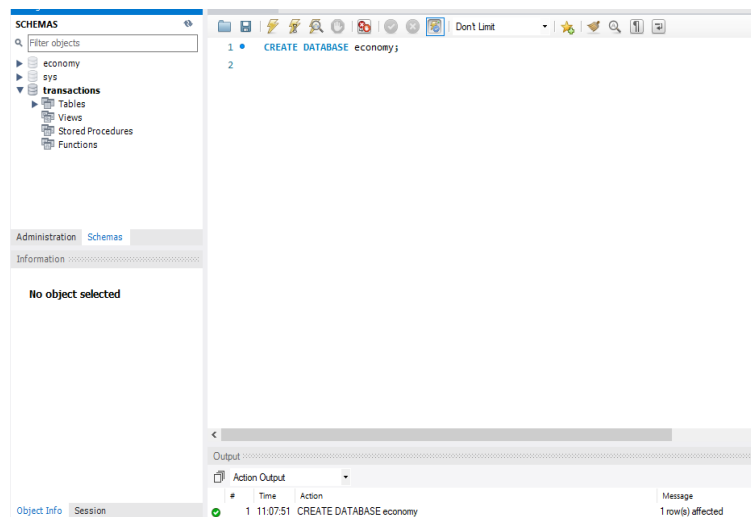 SCHEMAS
Filter objects
economy
sys
transactions
Tables
Views
Stored Procedures
Functions
Administration Schemas
Information
No object selected
Object Info Session
Don't Limit
1 CREATE DATABASE economy;
2
Output
Action Output
# Time Action Message
1 11:07:51 CREATE DATABASE economy 1 row(s) affected